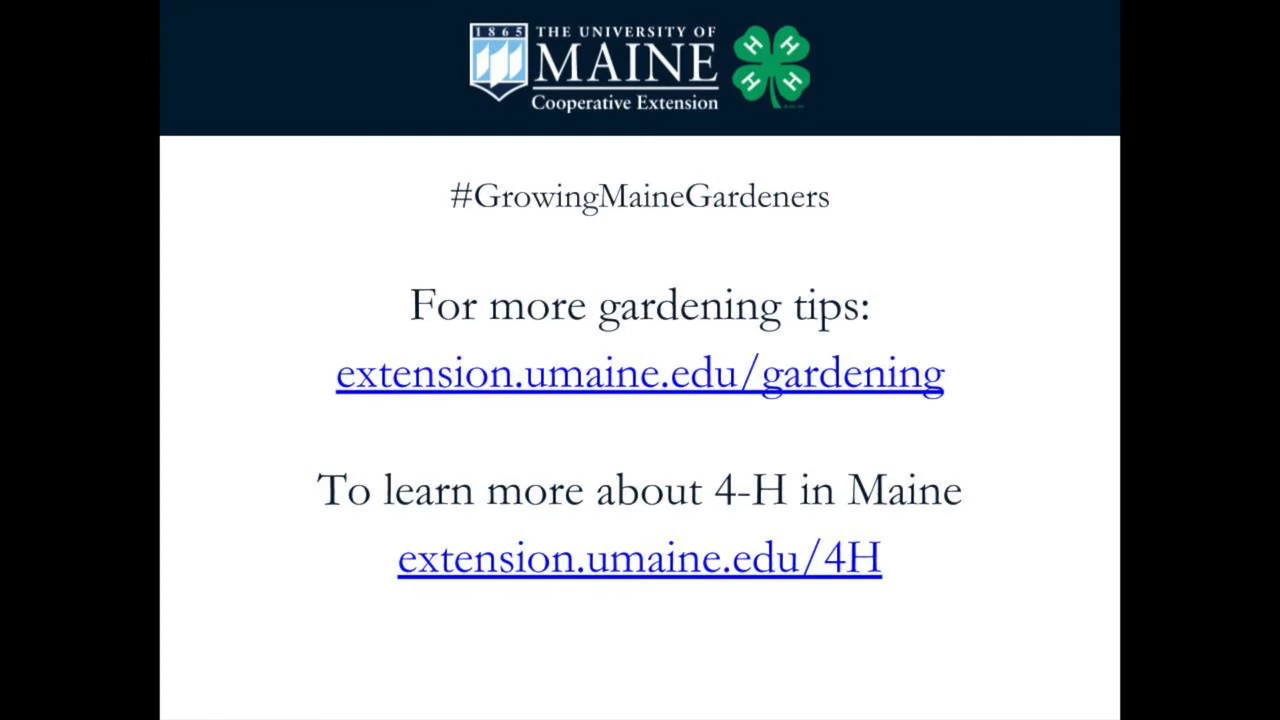 1865
THE UNIVERSITY OF
MAINE
Cooperative Extension
H H
H H
#GrowingMaineGardeners
For more gardening tips:
extension.umaine.edu/gardening
To learn more about 4-H in Maine
extension.umaine.edu/4H